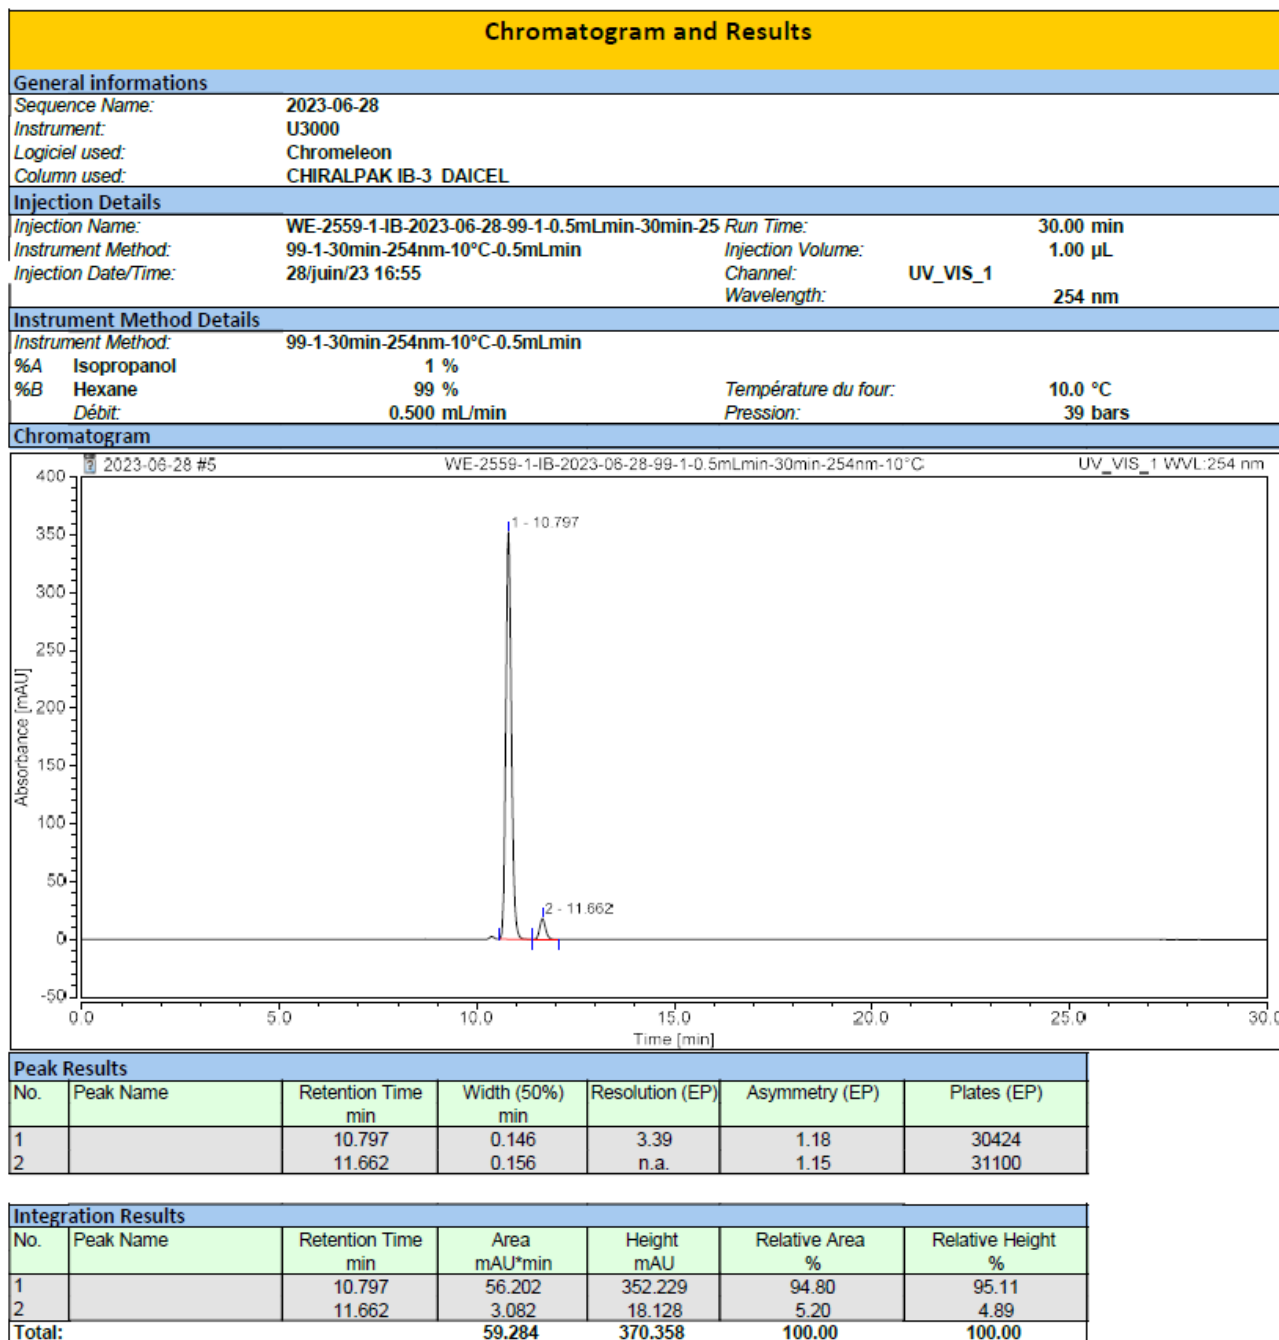 Chromatogram and Results
General informations
Sequence Name: 2023-06-28
Instrument: U3000
Logiciel used: Chromeleon
Column used: CHIRALPAK IB-3 DAICEL
Injection Details
Injection Name: WE-2559-1-IB-2023-06-28-99-1-0.5mLmin-30min-25 Run Time: 30.00 min
Instrument Method: 99-1-30min-254nm-10°C-0.5mLmin Injection Volume: 1.00 µL
Injection Date/Time: 28/juin/23 16:55 Channel: UV_VIS_1
Wavelength: 254 nm
Instrument Method Details
Instrument Method: 99-1-30min-254nm-10°C-0.5mLmin
%A Isopropanol 1 %
%B Hexane 99 % Température du four: 10.0 °C
Débit: 0.500 mL/min Pression: 39 bars
Chromatogram
2023-06-28 #5 WE-2559-1-IB-2023-06-28-99-1-0.5mLmin-30min-254nm-10°C UV_VIS_1 WVL:254 nm
400
1 - 10.797
350
300
250
200
150
100
50
2 - 11.662
0
-50
Absorbance [mAU]
0.0 5.0 10.0 15.0 20.0 25.0 30.0
Time [min]
Peak Results
No. Peak Name Retention Time Width (50%) Resolution (EP) Asymmetry (EP) Plates (EP)
min min
1 10.797 0.146 3.39 1.18 30424
2 11.662 0.156 n.a. 1.15 31100
Integration Results
No. Peak Name Retention Time Area Height Relative Area Relative Height
min mAU*min mAU % %
1 10.797 56.202 352.229 94.80 95.11
2 11.662 3.082 18.128 5.20 4.89
Total: 59.284 370.358 100.00 100.00